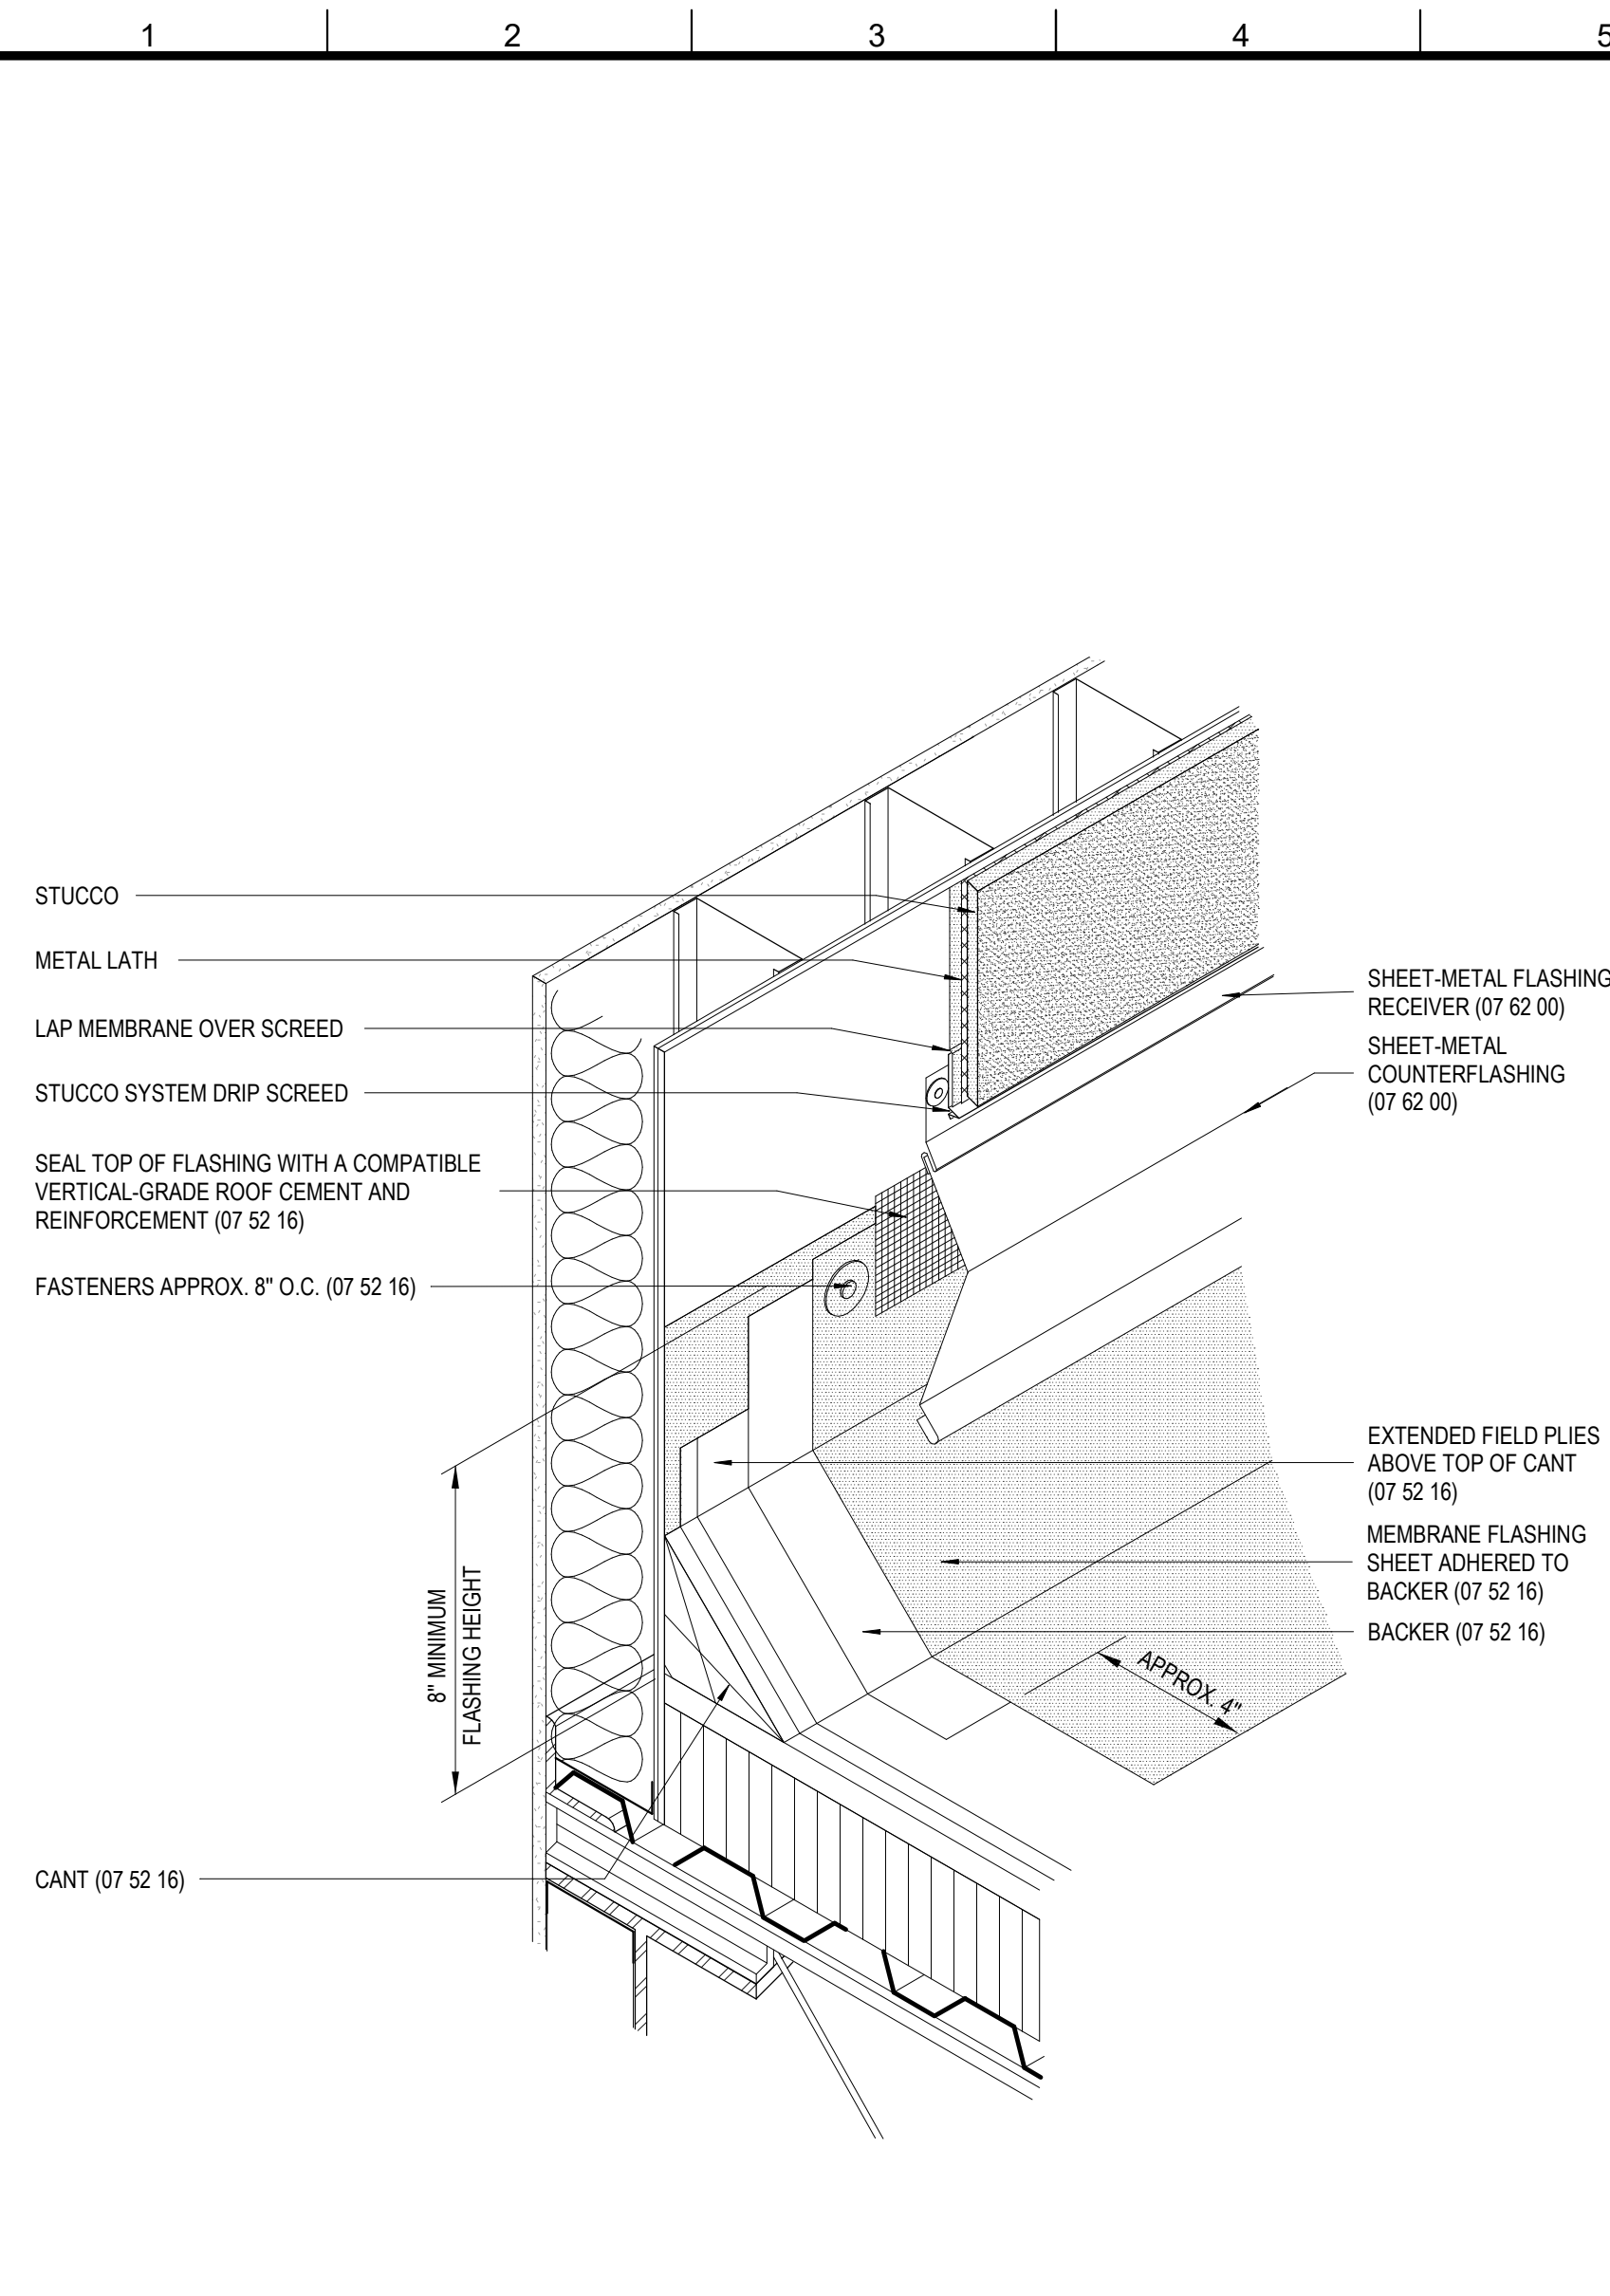 1 2 3 4 5
STUCCO
METAL LATH
LAP MEMBRANE OVER SCREED
STUCCO SYSTEM DRIP SCREED
SEAL TOP OF FLASHING WITH A COMPATIBLE
VERTICAL-GRADE ROOF CEMENT AND
REINFORCEMENT (07 52 16)
FASTENERS APPROX. 8" O.C. (07 52 16)
8" MINIMUM
FLASHING HEIGHT
CANT (07 52 16)
SHEET-METAL FLASHING
RECEIVER (07 62 00)
SHEET-METAL
COUNTERFLASHING
(07 62 00)
EXTENDED FIELD PLIES
ABOVE TOP OF CANT
(07 52 16)
MEMBRANE FLASHING
SHEET ADHERED TO
BACKER (07 52 16)
BACKER (07 52 16)
APPROX. 4"